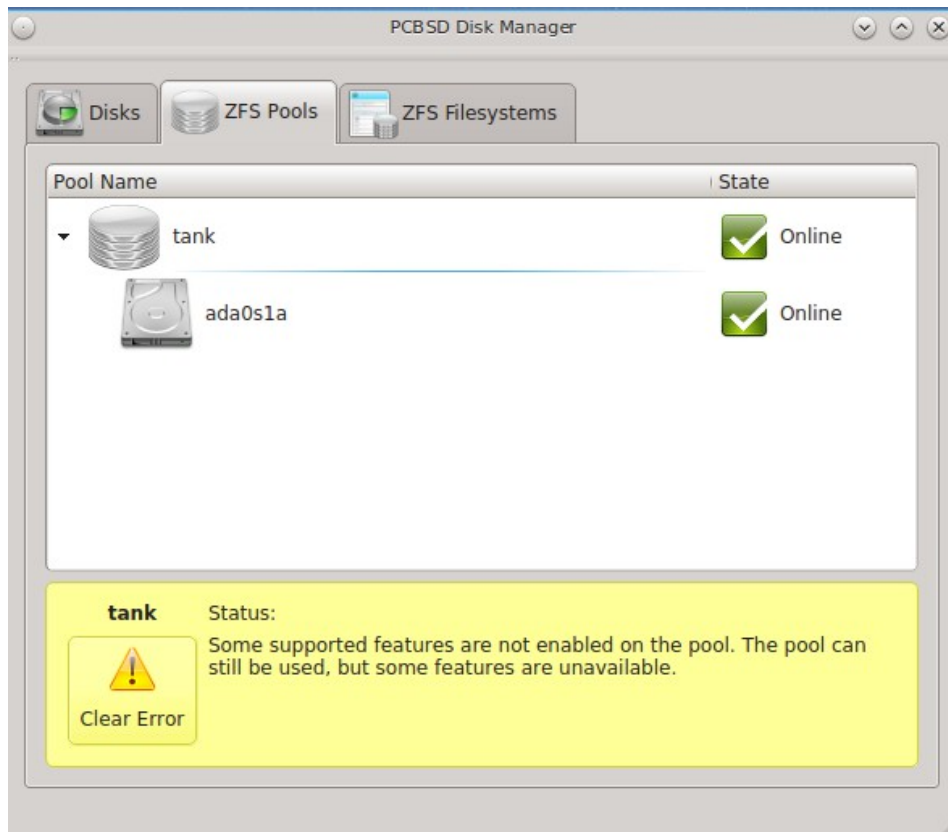 PCBSD Disk Manager
Disks
ZFS Pools
ZFS Filesystems
Pool Name
State
tank
Online
ada0s1a
Online
tank
Status:
Some supported features are not enabled on the pool. The pool can
still be used, but some features are unavailable.
Clear Error